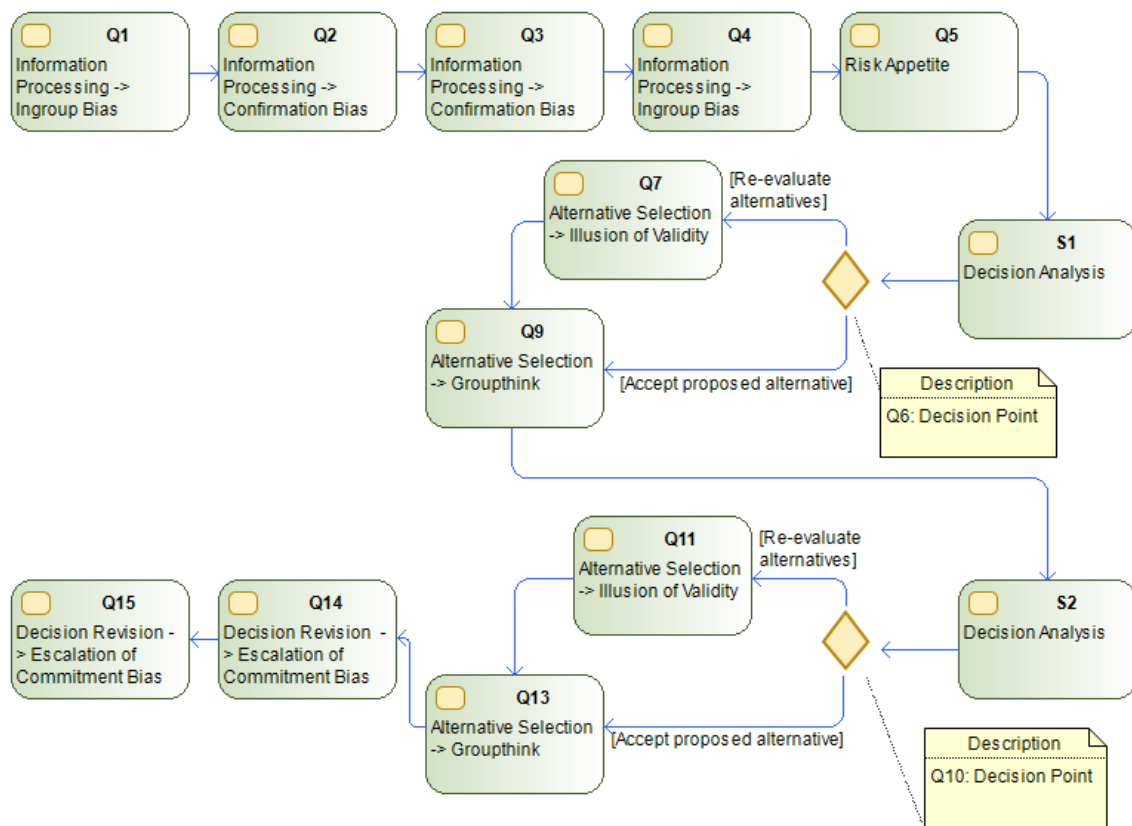 Q1
Information
Processing ->
Ingroup Bias
Q2
Information
Processing ->
Confirmation Bias
Q3
Information
Processing ->
Confirmation Bias
Q4
Information
Processing ->
Ingroup Bias
Q5
Risk Appetite
Q7
Alternative Selection
-> Illusion of Validity
[Re-evaluate
alternatives]
S1
Decision Analysis
Q9
Alternative Selection
-> Groupthink
[Accept proposed alternative]
Description
Q6: Decision Point
Q11
Alternative Selection
-> Illusion of Validity
[Re-evaluate
alternatives]
S2
Decision Analysis
Q15
Decision Revision -
> Escalation of
Commitment Bias
Q14
Decision Revision -
> Escalation of
Commitment Bias
Q13
Alternative Selection
-> Groupthink
[Accept proposed alternative]
Description
Q10: Decision Point